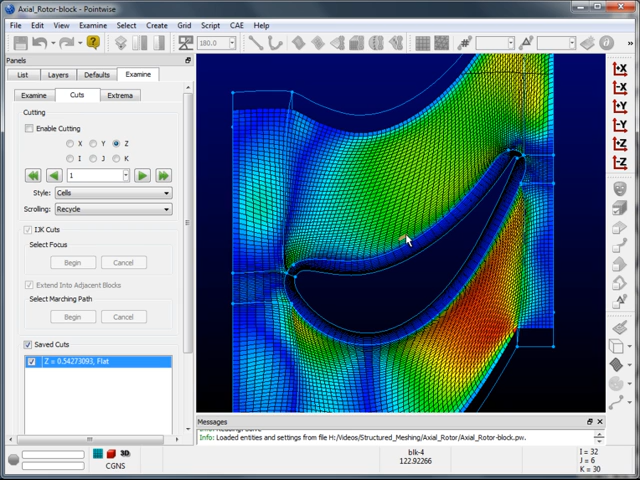 Axial_Rotor-block - Pointwise
File Edit View Examine Select Create Grid Script CAE Help
180.0
Panels
List Layers Defaults Examine
Examine Cuts Extrema
Cutting
Enable Cutting
X Y Z
I J K
1
Style: Cells
Scrolling: Recycle
IJK Cuts
Select Focus
Begin Cancel
Extend Into Adjacent Blocks
Select Marching Path
Begin Cancel
Saved Cuts
Z = 0.54273093, Flat
+X
-X
+Y
-Y
+Z
-Z
Messages
Info: Loaded entities and settings from file H:/Videos/Structured_Meshing/Axial_Rotor/Axial_Rotor-block.pw.
3D
CGNS
blk-4
122.92266
I = 32
J = 6
K = 30